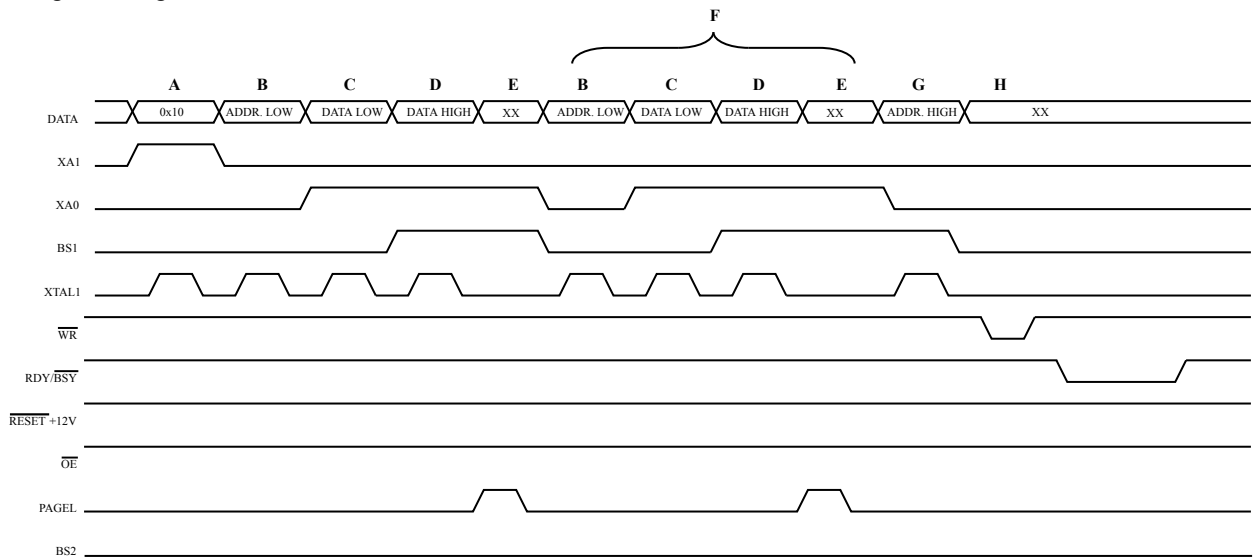 F
A B C D E B C D E G H
DATA 0x10 ADDR. LOW DATA LOW DATA HIGH XX ADDR. LOW DATA LOW DATA HIGH XX ADDR. HIGH XX
XA1
XA0
BS1
XTAL1
WR
RDY/BSY
RESET +12V
OE
PAGEL
BS2